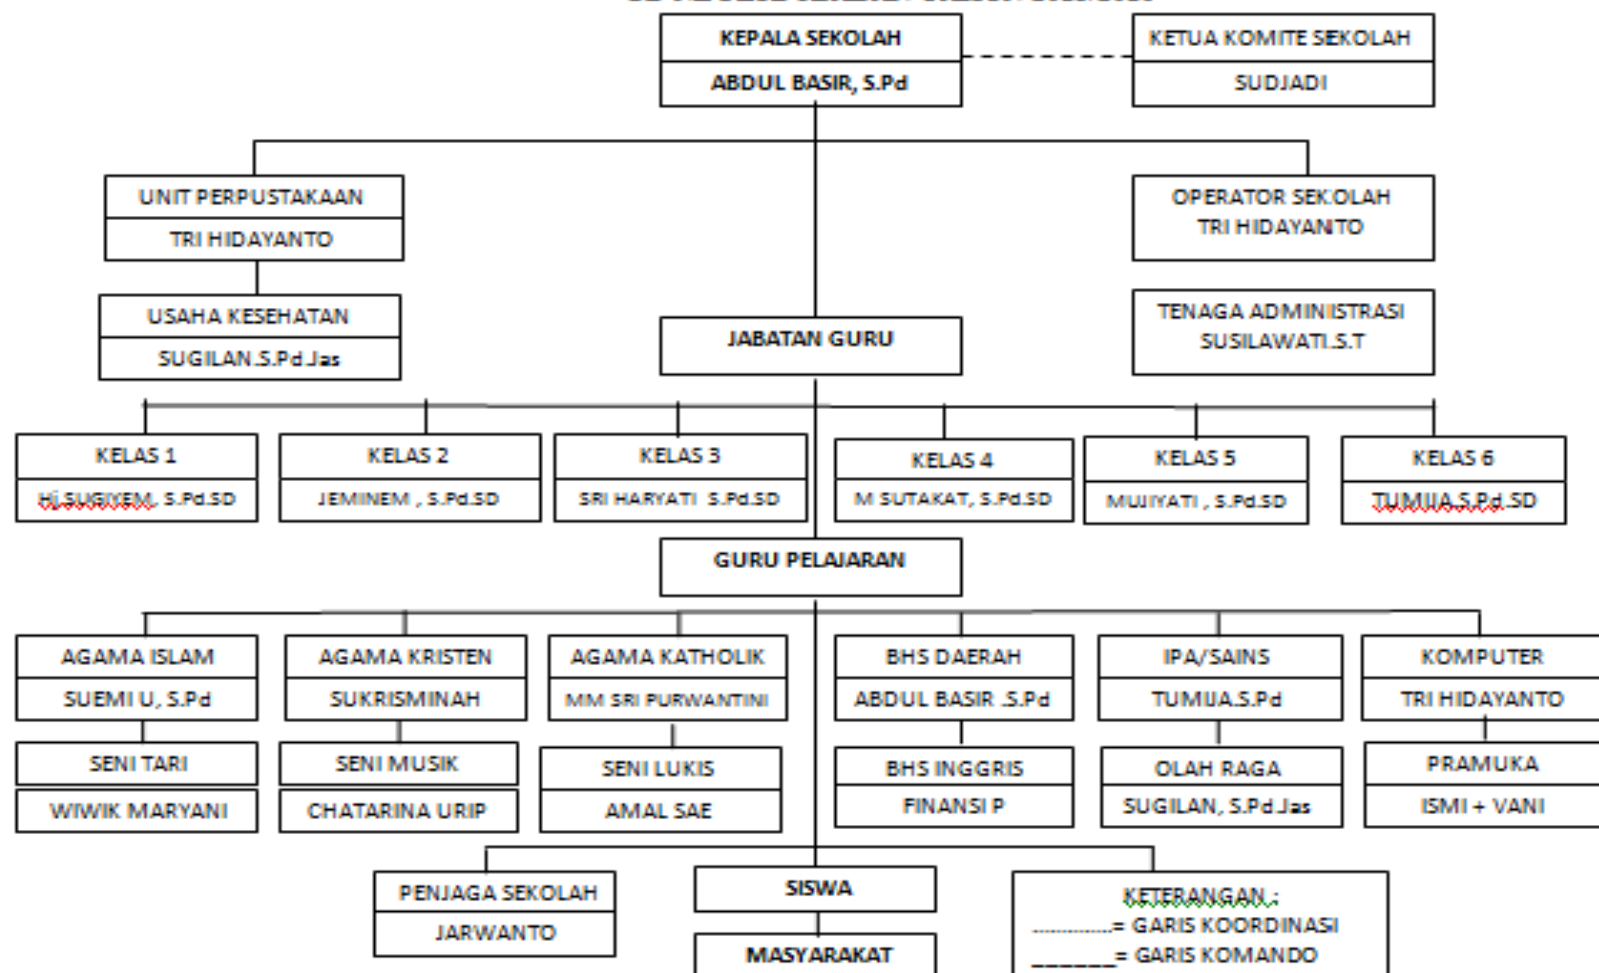 KEPALA SEKOLAH
ABDUL BASIR, S.Pd
KETUA KOMITE SEKOLAH
SUDJADI
UNIT PERPUSTAKAAN
TRI HIDAYANTO
OPERATOR SEKOLAH
TRI HIDAYANTO
USAHA KESEHATAN
SUGILAN.S.Pd.Jas
JABATAN GURU
TENAGA ADMINISTRASI
SUSILAWATI.S.T
KELAS 1
Hj.SUGIYEM, S.Pd.SD
KELAS 2
JEMINEM , S.Pd.SD
KELAS 3
SRI HARYATI S.Pd.SD
KELAS 4
M SUTAKAT, S.Pd.SD
KELAS 5
MUJIYATI , S.Pd.SD
KELAS 6
TUMIJA.S.Pd.SD
GURU PELAJARAN
AGAMA ISLAM
SUEMI U, S.Pd
AGAMA KRISTEN
SUKRISMINAH
AGAMA KATHOLIK
MM SRI PURWANTINI
BHS DAERAH
ABDUL BASIR .S.Pd
IPA/SAINS
TUMIJA.S.Pd
KOMPUTER
TRI HIDAYANTO
SENI TARI
WIWIK MARYANI
SENI MUSIK
CHATARINA URIP
SENI LUKIS
AMAL SAE
BHS INGGRIS
FINANSI P
OLAH RAGA
SUGILAN, S.Pd.Jas
PRAMUKA
ISMI + VANI
PENJAGA SEKOLAH
JARWANTO
SISWA
MASYARAKAT
KETERANGAN :
..............= GARIS KOORDINASI
_______= GARIS KOMANDO